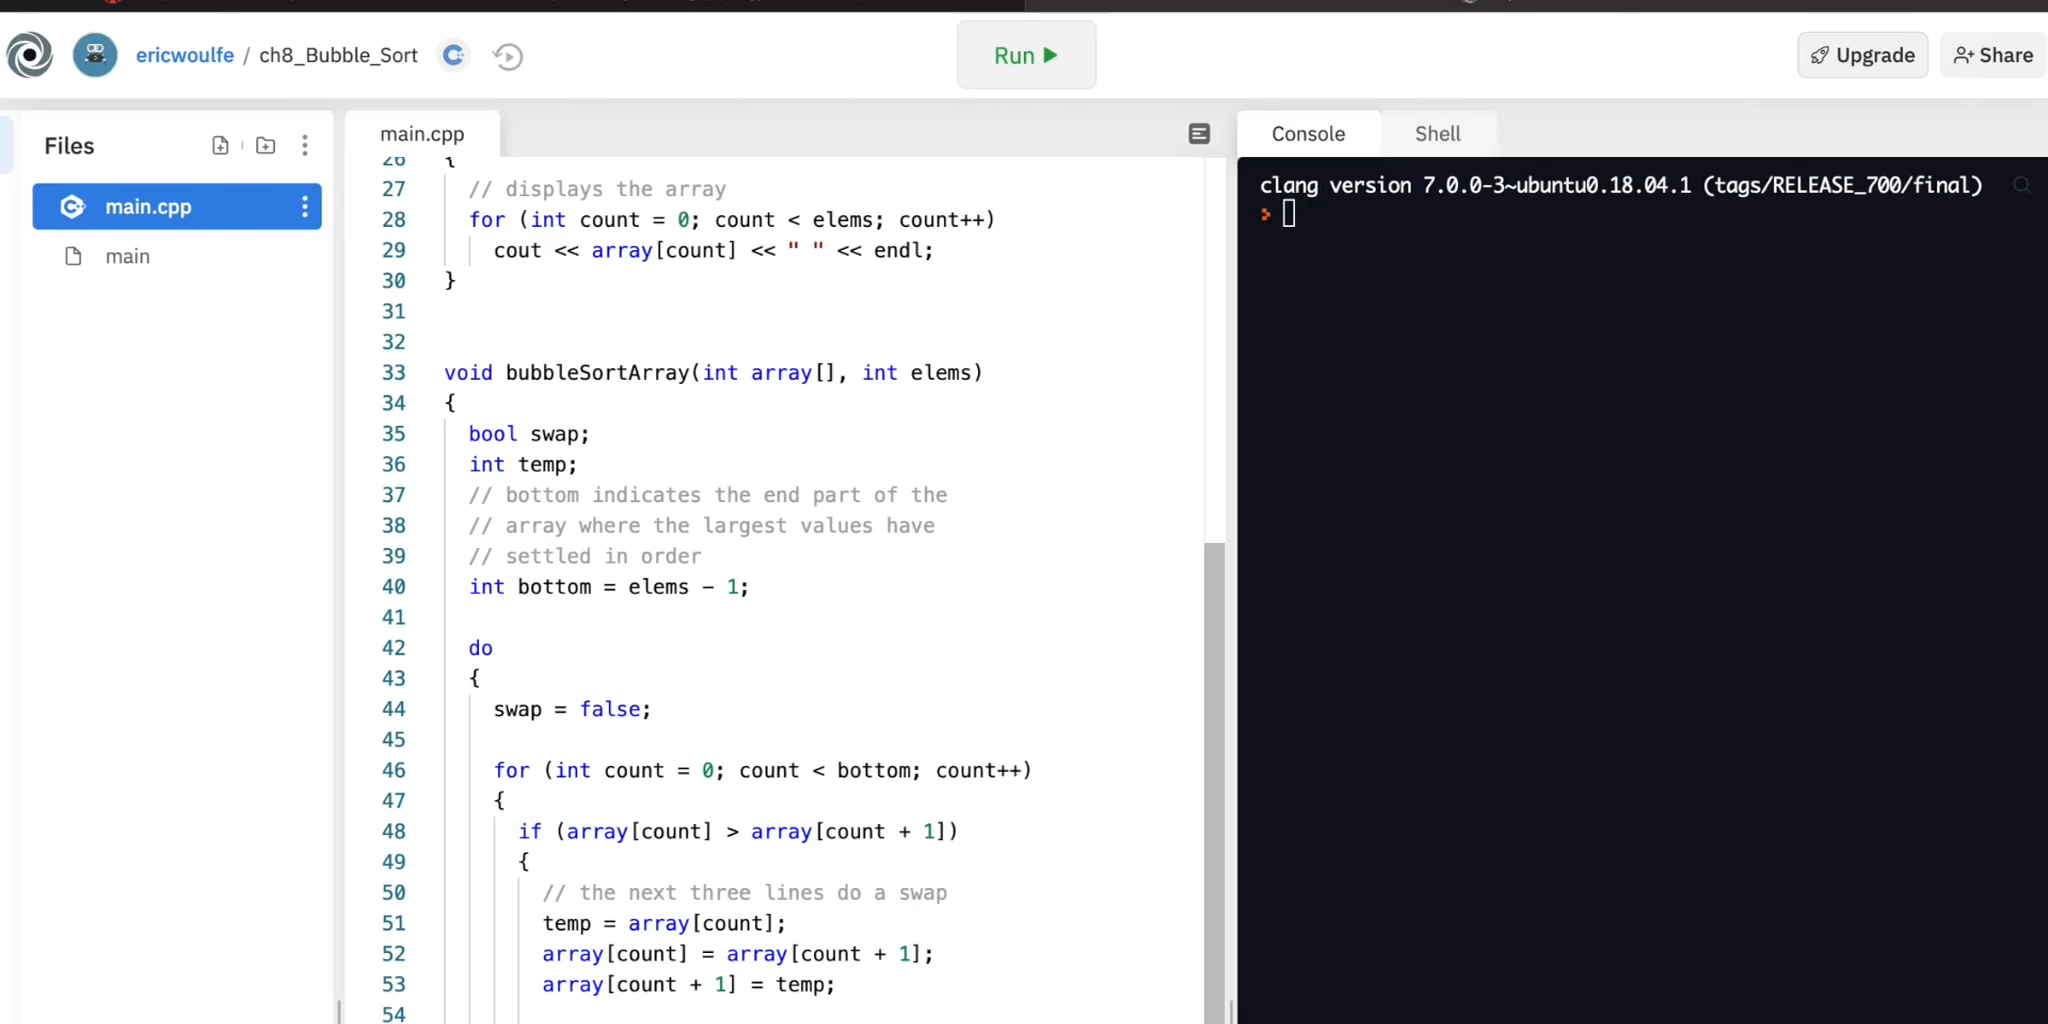 ericwoulfe / ch8_Bubble_Sort
Run
Upgrade
Share
Files
main.cpp
main
main.cpp
26 {
27 // displays the array
28 for (int count = 0; count < elems; count++)
29 cout << array[count] << " " << endl;
30 }
31
32
33 void bubbleSortArray(int array[], int elems)
34 {
35 bool swap;
36 int temp;
37 // bottom indicates the end part of the
38 // array where the largest values have
39 // settled in order
40 int bottom = elems - 1;
41
42 do
43 {
44 swap = false;
45
46 for (int count = 0; count < bottom; count++)
47 {
48 if (array[count] > array[count + 1])
49 {
50 // the next three lines do a swap
51 temp = array[count];
52 array[count] = array[count + 1];
53 array[count + 1] = temp;
54
Console
Shell
clang version 7.0.0-3~ubuntu0.18.04.1 (tags/RELEASE_700/final)